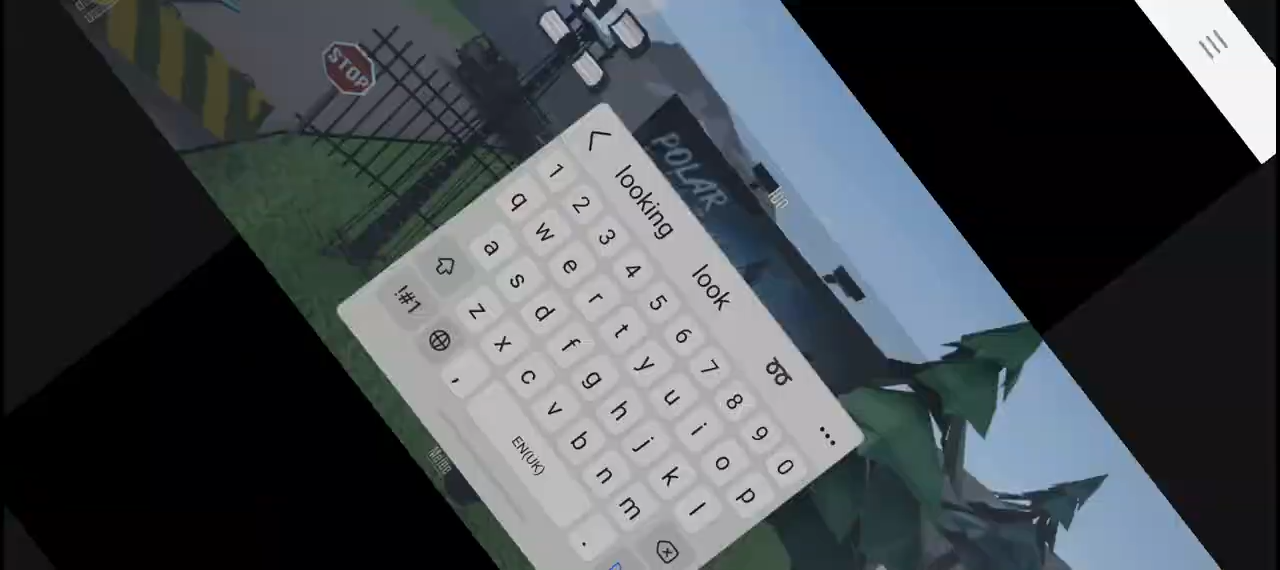 STOP
POLAR
looking look
1 2 3 4 5 6 7 8 9 0
q w e r t y u i o p
a s d f g h j k l
z x c v b n m
!#1 , EN(UK) .